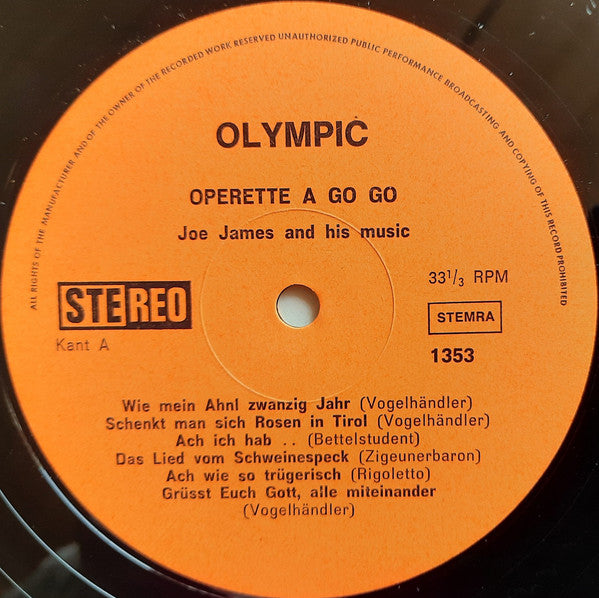 ALL RIGHTS OF THE MANUFACTURER AND OF THE OWNER OF THE RECORDED WORK RESERVED UNAUTHORIZED PUBLIC PERFORMANCE BROADCASTING AND COPYING OF THIS RECORD PROHIBITED
OLYMPIC
OPERETTE A GO GO
Joe James and his music
STEREO
33 1/3 RPM
STEMRA
Kant A
1353
Wie mein Ahnl zwanzig Jahr (Vogelhändler)
Schenkt man sich Rosen in Tirol (Vogelhändler)
Ach ich hab .. (Bettelstudent)
Das Lied vom Schweinespeck (Zigeunerbaron)
Ach wie so trügerisch (Rigoletto)
Grüsst Euch Gott, alle miteinander
(Vogelhändler)